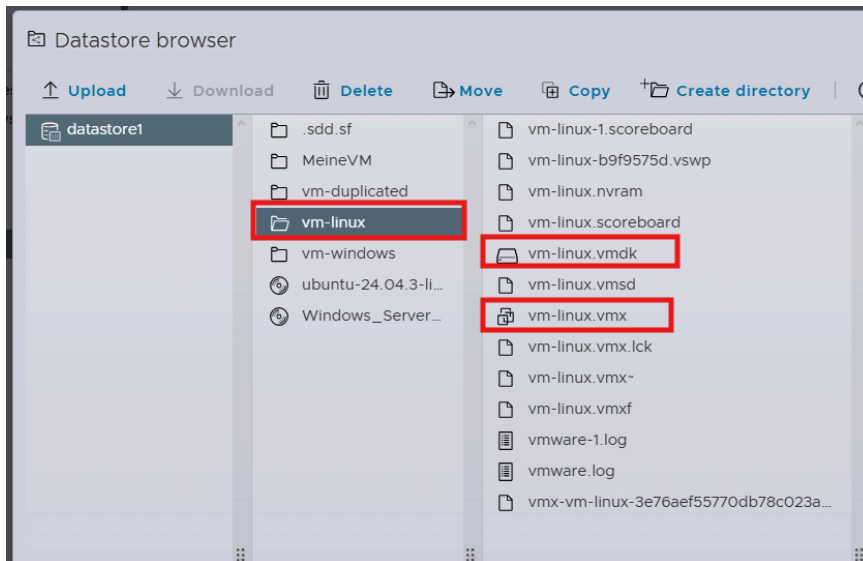 Datastore browser
Upload Download Delete Move Copy Create directory
datastore1
.sdd.sf
MeineVM
vm-duplicated
vm-linux
vm-windows
ubuntu-24.04.3-li...
Windows_Server...
vm-linux-1.scoreboard
vm-linux-b9f9575d.vswp
vm-linux.nvram
vm-linux.scoreboard
vm-linux.vmdk
vm-linux.vmsd
vm-linux.vmx
vm-linux.vmx.lck
vm-linux.vmx~
vm-linux.vmxf
vmware-1.log
vmware.log
vmx-vm-linux-3e76aef55770db78c023a...